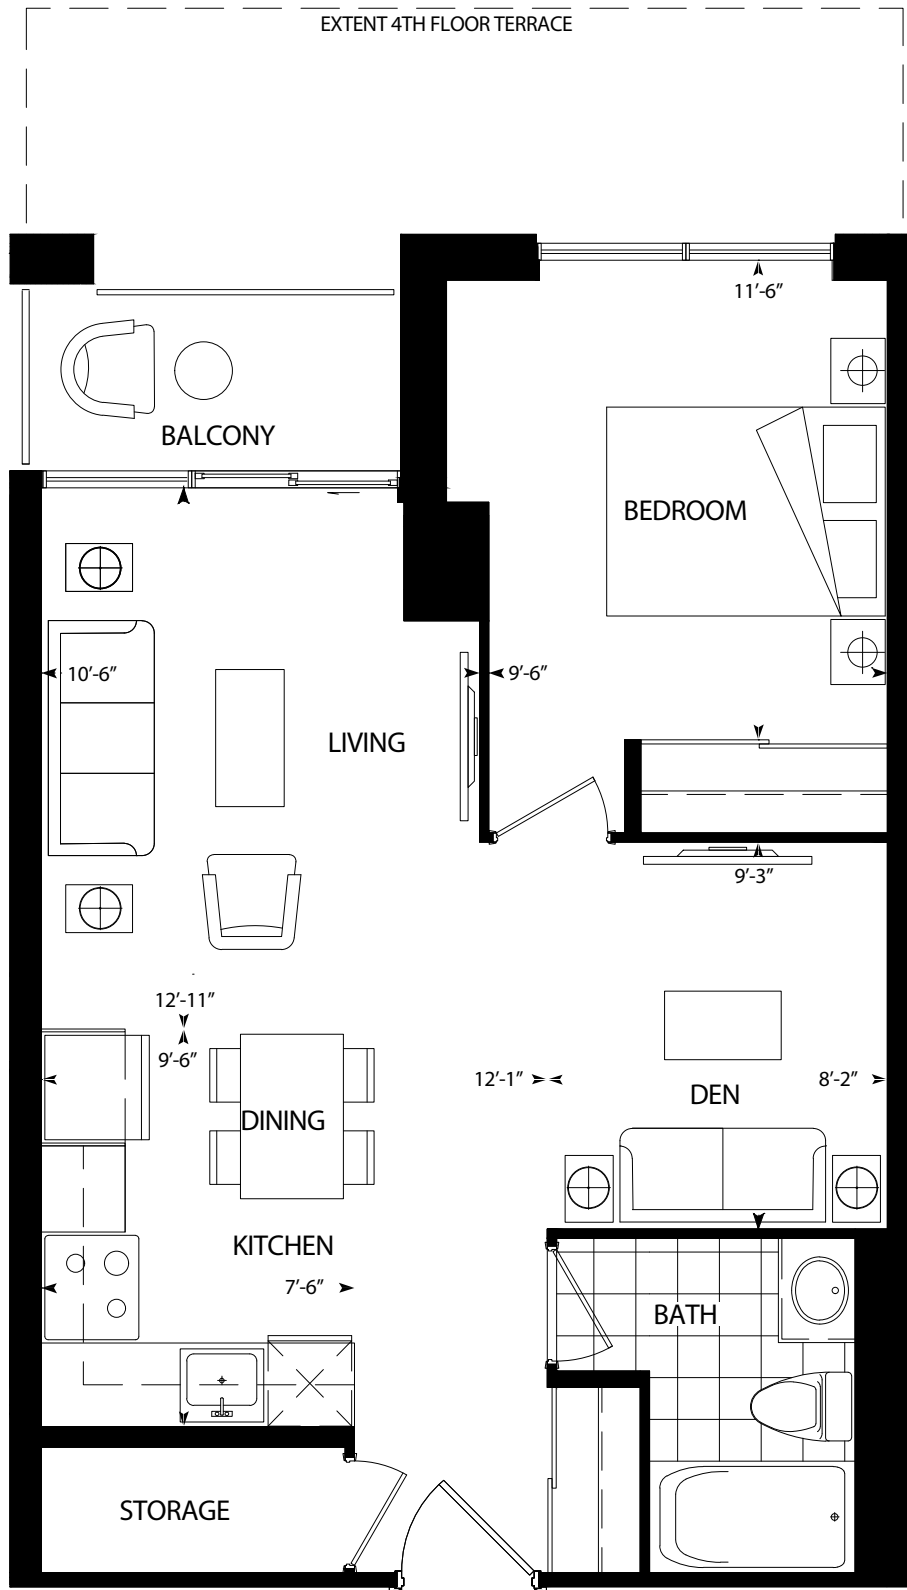 EXTENT 4TH FLOOR TERRACE
11’-6”
BALCONY
BEDROOM
10’-6”
9’-6”
LIVING
9’-3”
12’-11”
9’-6”
12’-1”
8’-2”
DEN
DINING
KITCHEN
7’-6”
BATH
STORAGE